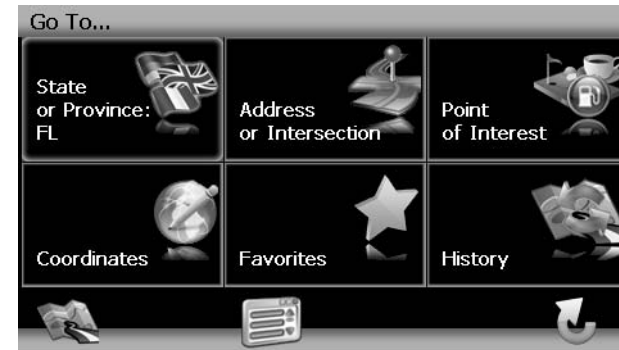 Go To...
State
or Province:
FL
Address
or Intersection
Point
of Interest
Coordinates
Favorites
History